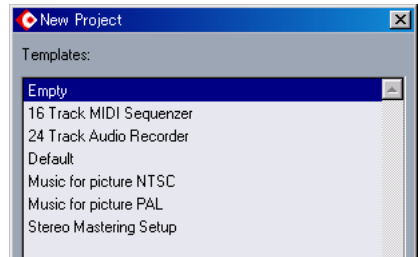 New Project
Templates:
Empty
16 Track MIDI Sequenzer
24 Track Audio Recorder
Default
Music for picture NTSC
Music for picture PAL
Stereo Mastering Setup